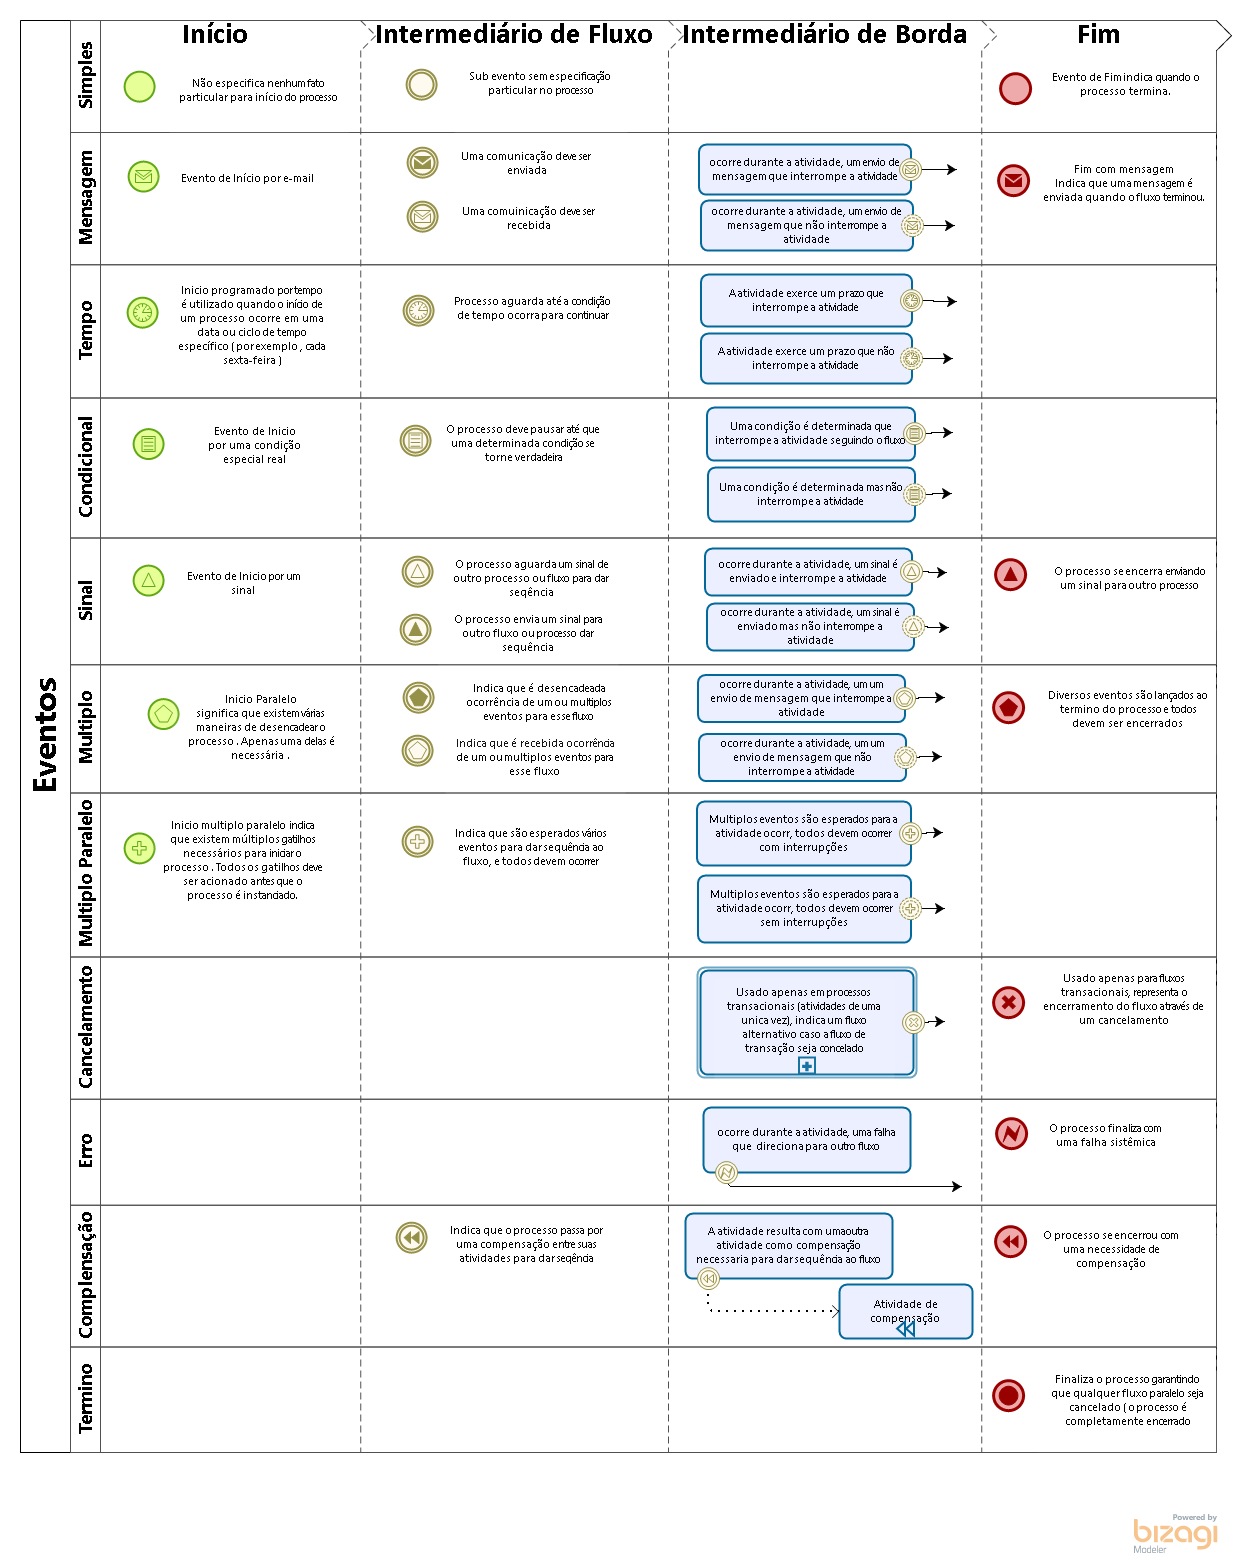 Eventos
Início
Intermediário de Fluxo
Intermediário de Borda
Fim
Simples
Não especifica nenhum fato
particular para início do processo
Sub evento sem especificação
particular no processo
Evento de Fim indica quando o
processo termina.
Mensagem
Evento de Início por e-mail
Uma comunicação deve ser
enviada
Uma comuinicação deve ser
recebida
ocorre durante a atividade, um envio de
mensagem que interrompe a atividade
ocorre durante a atividade, um envio de
mensagem que não interrompe a
atividade
Fim com mensagem
Indica que uma mensagem é
enviada quando o fluxo terminou.
Tempo
Inicio programado por tempo
é utilizado quando o início de
um processo ocorre em uma
data ou ciclo de tempo
específico ( por exemplo , cada
sexta-feira )
Processo aguarda até a condição
de tempo ocorra para continuar
A atividade exerce um prazo que
interrompe a atividade
A atividade exerce um prazo que não
interrompe a atividade
Condicional
Evento de Inicio
por uma condição
especial real
O processo deve pausar até que
uma determinada condição se
torne verdadeira
Uma condição é determinada que
interrompe a atividade seguindo o fluxo
Uma condição é determinada mas não
interrompe a atividade
Sinal
Evento de Inicio por um
sinal
O processo aguarda um sinal de
outro processo ou fluxo para dar
seqência
O processo envia um sinal para
outro fluxo ou processo dar
sequência
ocorre durante a atividade, um sinal é
enviado e interrompe a atividade
ocorre durante a atividade, um sinal é
enviado mas não interrompe a
atividade
O processo se encerra enviando
um sinal para outro processo
Multiplo
Inicio Paralelo
significa que existem várias
maneiras de desencadear o
processo . Apenas uma delas é
necessária .
Indica que é desencadeada
ocorrência de um ou multiplos
eventos para esse fluxo
Indica que é recebida ocorrência
de um ou multiplos eventos para
esse fluxo
ocorre durante a atividade, um um
envio de mensagem que interrompe a
atividade
ocorre durante a atividade, um um
envio de mensagem que não
interrompe a atividade
Diversos eventos são lançados ao
termino do processo e todos
devem ser encerrados
Multiplo Paralelo
Inicio multiplo paralelo indica
que existem múltiplos gatilhos
necessários para iniciar o
processo . Todos os gatilhos deve
ser acionado antes que o
processo é instanciado.
Indica que são esperados vários
eventos para dar sequência ao
fluxo, e todos devem ocorrer
Multiplos eventos são esperados para a
atividade ocorr, todos devem ocorrer
com interrupções
Multiplos eventos são esperados para a
atividade ocorr, todos devem ocorrer
sem interrupções
Cancelamento
Usado apenas em processos
transacionais (atividades de uma
unica vez), indica um fluxo
alternativo caso a fluxo de
transação seja concelado
Usado apenas para fluxos
transacionais, representa o
encerramento do fluxo através de
um cancelamento
Erro
ocorre durante a atividade, uma falha
que direciona para outro fluxo
O processo finaliza com
uma falha sistêmica
Complensação
Indica que o processo passa por
uma compensação entre suas
atividades para dar seqência
A atividade resulta com uma outra
atividade como compensação
necessaria para dar sequência ao fluxo
Atividade de
compensação
O processo se encerrou com
uma necessidade de
compensação
Termino
Finaliza o processo garantindo
que qualquer fluxo paralelo seja
cancelado ( o processo é
completamente encerrado
Powered by
bizagi
Modeler